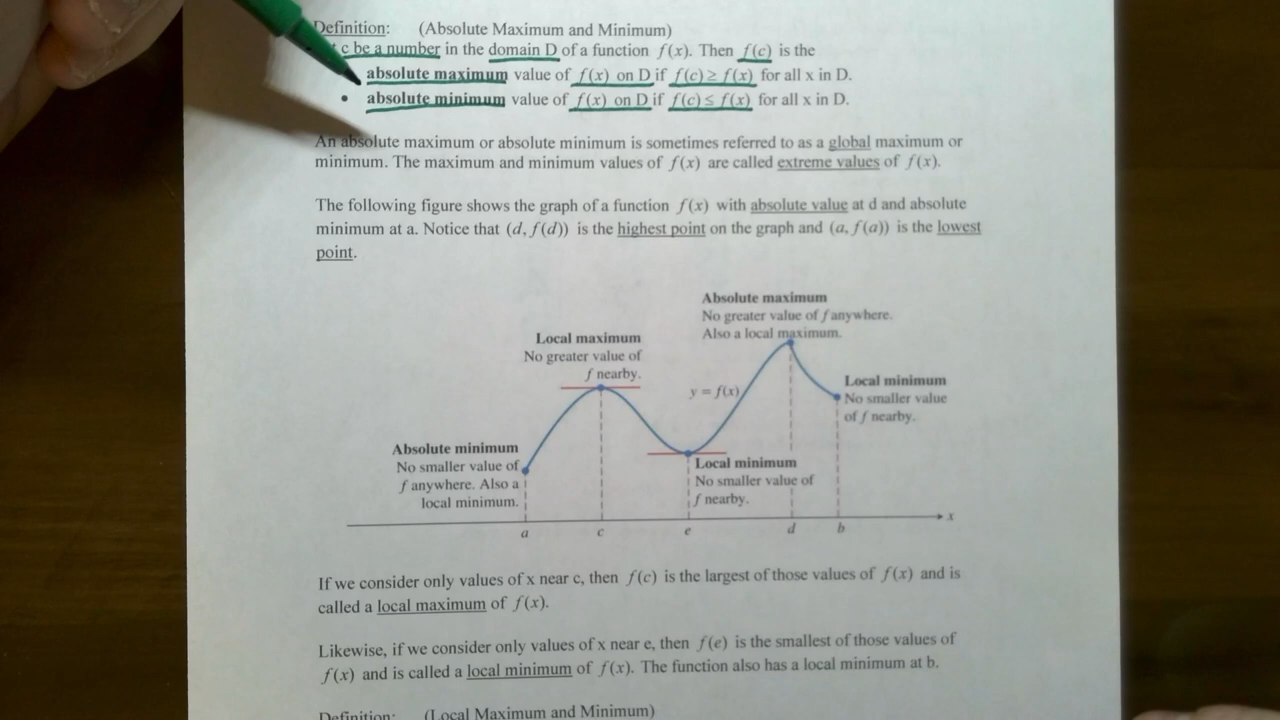 Definition: (Absolute Maximum and Minimum)
c be a number in the domain D of a function f(x). Then f(c) is the
absolute maximum value of f(x) on D if f(c) ≥ f(x) for all x in D.
• absolute minimum value of f(x) on D if f(c) ≤ f(x) for all x in D.
An absolute maximum or absolute minimum is sometimes referred to as a global maximum or
minimum. The maximum and minimum values of f(x) are called extreme values of f(x).
The following figure shows the graph of a function f(x) with absolute value at d and absolute
minimum at a. Notice that (d, f(d)) is the highest point on the graph and (a, f(a)) is the lowest
point.
Absolute maximum
No greater value of f anywhere.
Also a local maximum.
Local maximum
No greater value of
f nearby.
y = f(x)
Local minimum
No smaller value
of f nearby.
Absolute minimum
No smaller value of
f anywhere. Also a
local minimum.
Local minimum
No smaller value of
f nearby.
a c e d b x
If we consider only values of x near c, then f(c) is the largest of those values of f(x) and is
called a local maximum of f(x).
Likewise, if we consider only values of x near e, then f(e) is the smallest of those values of
f(x) and is called a local minimum of f(x). The function also has a local minimum at b.
Definition: (Local Maximum and Minimum)